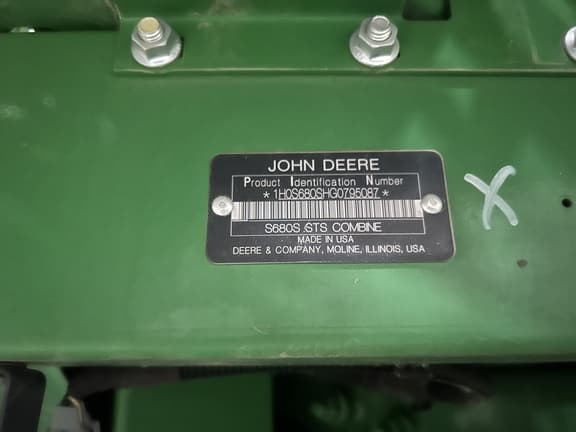 JOHN DEERE
Product Identification Number
*1H0S680SHG0795087*
S680S STS COMBINE
MADE IN USA
DEERE & COMPANY, MOLINE, ILLINOIS, USA
X